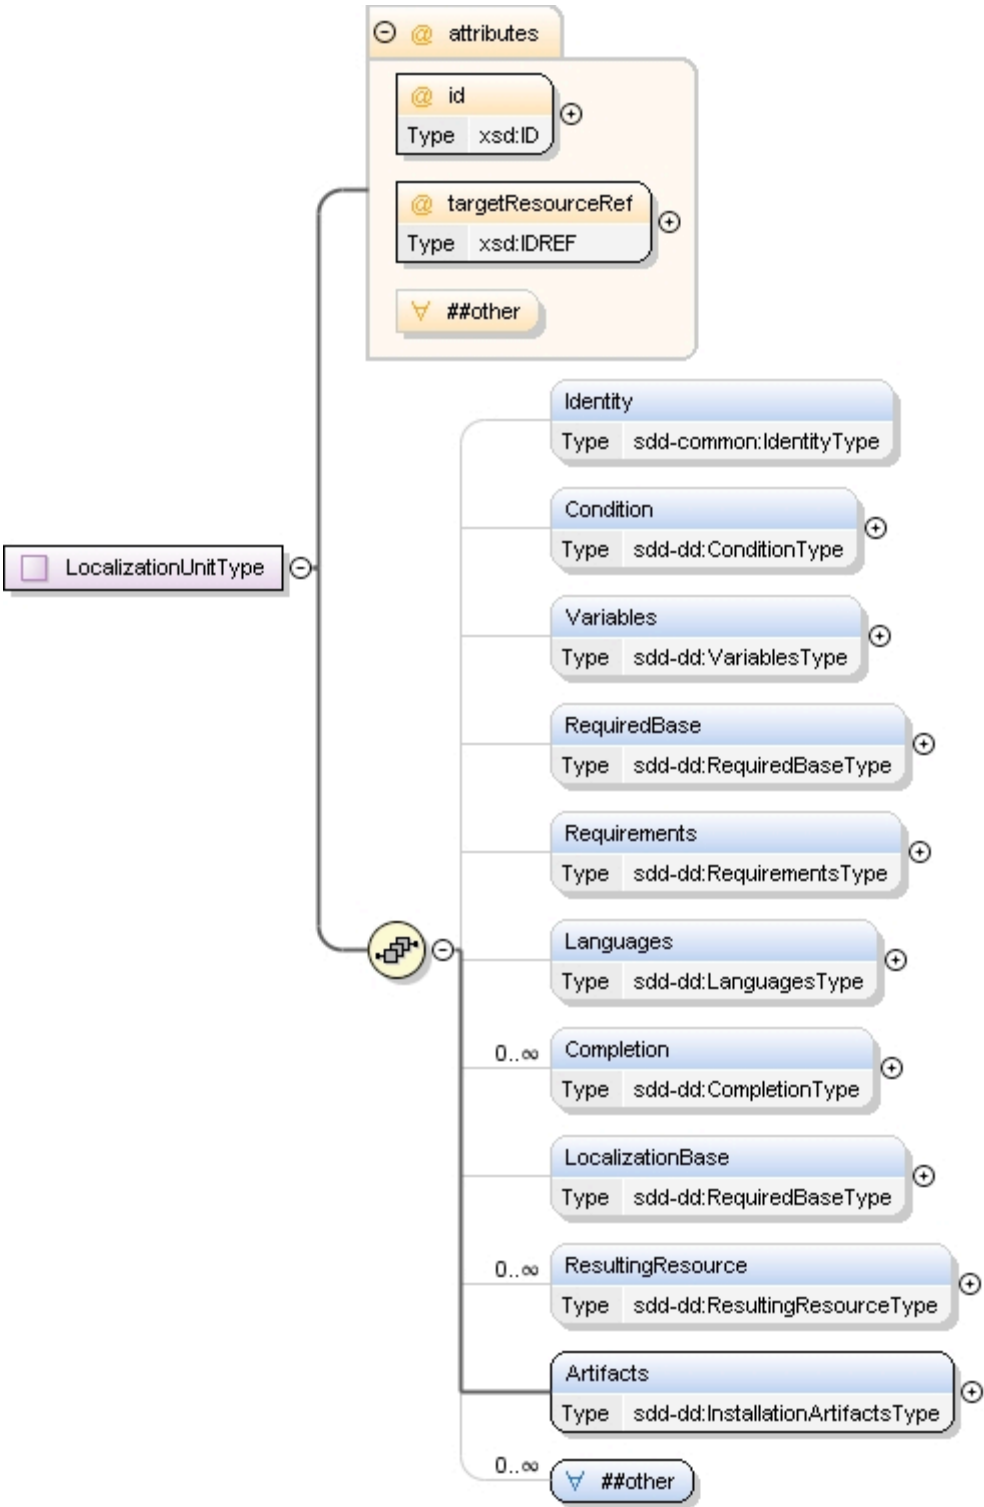 @ attributes
@ id
Type xsd:ID
@ targetResourceRef
Type xsd:IDREF
∀ ##other
Identity
Type sdd-common:IdentityType
Condition
Type sdd-dd:ConditionType
LocalizationUnitType
Variables
Type sdd-dd:VariablesType
RequiredBase
Type sdd-dd:RequiredBaseType
Requirements
Type sdd-dd:RequirementsType
Languages
Type sdd-dd:LanguagesType
0..∞ Completion
Type sdd-dd:CompletionType
LocalizationBase
Type sdd-dd:RequiredBaseType
0..∞ ResultingResource
Type sdd-dd:ResultingResourceType
Artifacts
Type sdd-dd:InstallationArtifactsType
0..∞ ∀ ##other